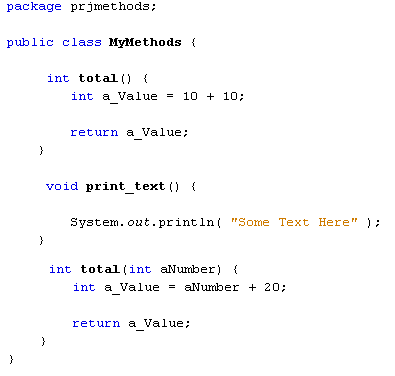 package prjmethods;
public class MyMethods {
int total() {
int a_Value = 10 + 10;
return a_Value;
}
void print_text() {
System.out.println( "Some Text Here" );
}
int total(int aNumber) {
int a_Value = aNumber + 20;
return a_Value;
}
}